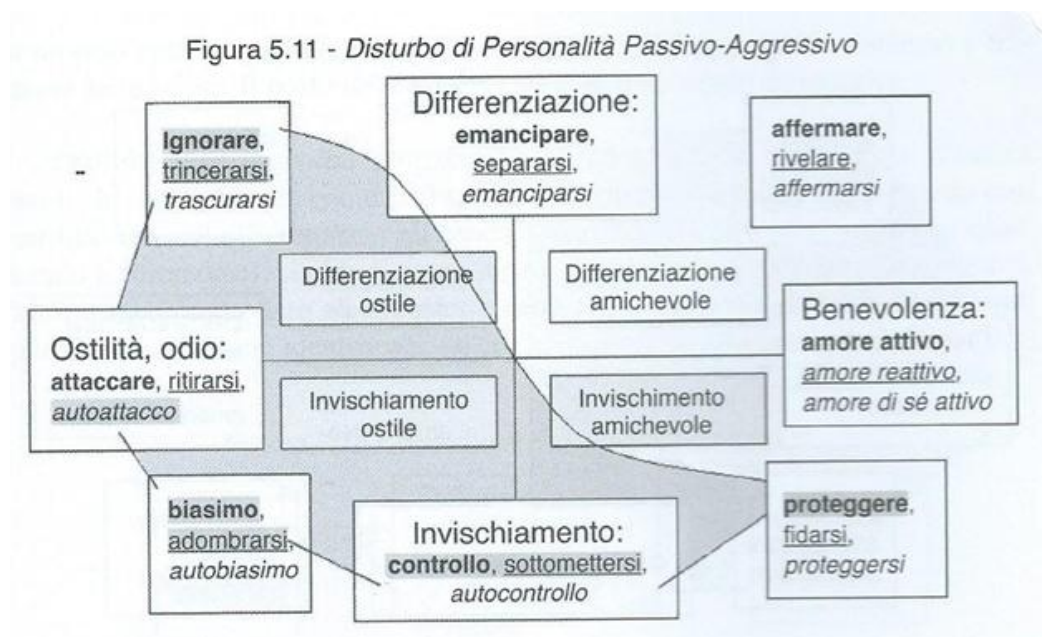 Figura 5.11 - Disturbo di Personalità Passivo-Aggressivo
Ignorare,
trincerarsi,
trascurarsi
Differenziazione:
emancipare,
separarsi,
emanciparsi
affermare,
rivelare,
affermarsi
-
Differenziazione
ostile
Differenziazione
amichevole
Ostilità, odio:
attaccare, ritirarsi,
autoattacco
Benevolenza:
amore attivo,
amore reattivo,
amore di sé attivo
Invischiamento
ostile
Invischimento
amichevole
biasimo,
adombrarsi,
autobiasimo
Invischiamento:
controllo, sottomettersi,
autocontrollo
proteggere,
fidarsi,
proteggersi